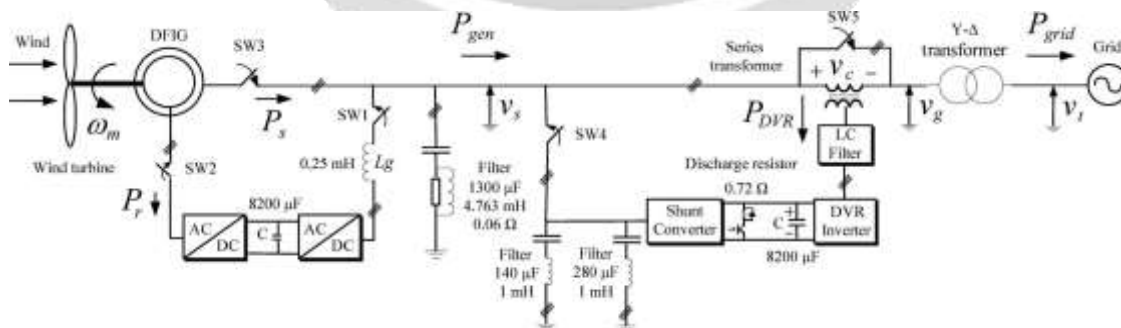 Wind
DFIG
SW3
P_gen
SW5
Series
transformer
+ v_c −
Y-Δ
transformer
P_grid
Grid
ω_m
P_s
SW1
v_s
SW4
P_DVR
v_g
v_t
Wind turbine
SW2
0.25 mH
Lg
LC
Filter
P_r
Filter
1300 µF
4.763 mH
0.06 Ω
Discharge resistor
0.72 Ω
8200 µF
AC
DC
C
AC
DC
Shunt
Converter
C
+
−
DVR
Inverter
8200 µF
Filter
140 µF
1 mH
Filter
280 µF
1 mH